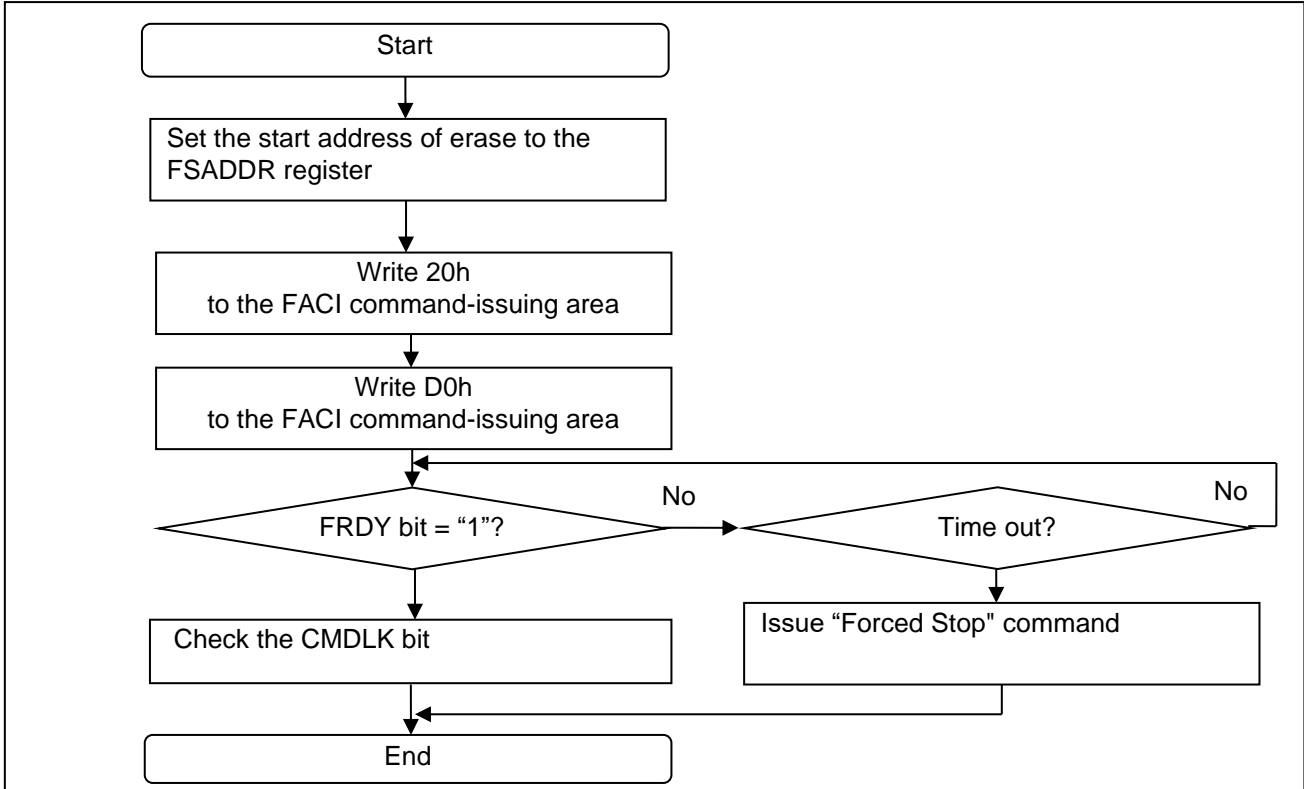 Start
Set the start address of erase to the
FSADDR register
Write 20h
to the FACI command-issuing area
Write D0h
to the FACI command-issuing area
FRDY bit = “1”?
No
Time out?
No
Check the CMDLK bit
Issue “Forced Stop" command
End